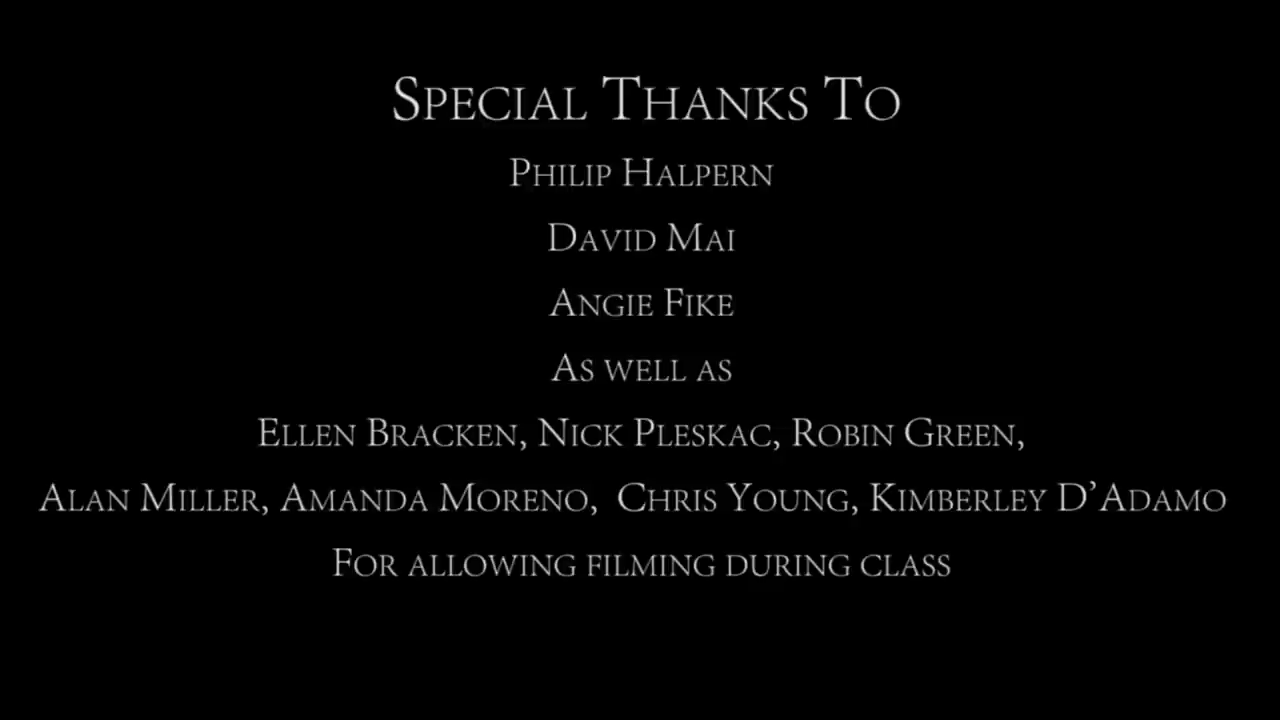 Special Thanks To
Philip Halpern
David Mai
Angie Fike
As well as
Ellen Bracken, Nick Pleskac, Robin Green,
Alan Miller, Amanda Moreno, Chris Young, Kimberley D'Adamo
For allowing filming during class